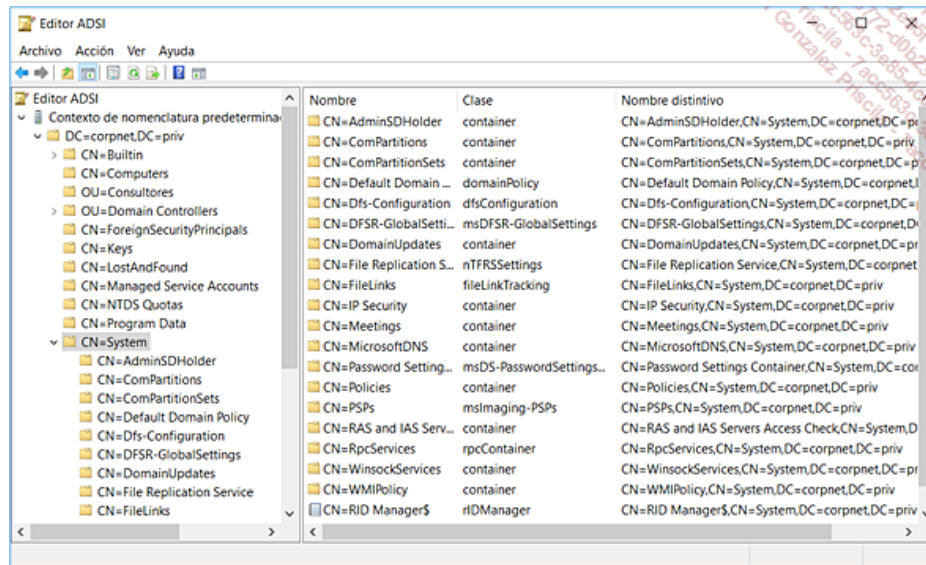 Editor ADSI
Archivo Acción Ver Ayuda
Editor ADSI
Contexto de nomenclatura predetermina
DC=corpnet,DC=priv
CN=Builtin
CN=Computers
OU=Consultores
OU=Domain Controllers
CN=ForeignSecurityPrincipals
CN=Keys
CN=LostAndFound
CN=Managed Service Accounts
CN=NTDS Quotas
CN=Program Data
CN=System
CN=AdminSDHolder
CN=ComPartitions
CN=ComPartitionSets
CN=Default Domain Policy
CN=Dfs-Configuration
CN=DFSR-GlobalSettings
CN=DomainUpdates
CN=File Replication Service
CN=FileLinks
Nombre Clase Nombre distintivo
CN=AdminSDHolder container CN=AdminSDHolder,CN=System,DC=corpnet,DC=pr
CN=ComPartitions container CN=ComPartitions,CN=System,DC=corpnet,DC=priv
CN=ComPartitionSets container CN=ComPartitionSets,CN=System,DC=corpnet,DC=p
CN=Default Domain ... domainPolicy CN=Default Domain Policy,CN=System,DC=corpnet,
CN=Dfs-Configuration dfsConfiguration CN=Dfs-Configuration,CN=System,DC=corpnet,DC=
CN=DFSR-GlobalSetti... msDFSR-GlobalSettings CN=DFSR-GlobalSettings,CN=System,DC=corpnet,D
CN=DomainUpdates container CN=DomainUpdates,CN=System,DC=corpnet,DC=pr
CN=File Replication S... nTFRSSettings CN=File Replication Service,CN=System,DC=corpnet
CN=FileLinks fileLinkTracking CN=FileLinks,CN=System,DC=corpnet,DC=priv
CN=IP Security container CN=IP Security,CN=System,DC=corpnet,DC=priv
CN=Meetings container CN=Meetings,CN=System,DC=corpnet,DC=priv
CN=MicrosoftDNS container CN=MicrosoftDNS,CN=System,DC=corpnet,DC=priv
CN=Password Setting... msDS-PasswordSettings... CN=Password Settings Container,CN=System,DC=cor
CN=Policies container CN=Policies,CN=System,DC=corpnet,DC=priv
CN=PSPs msImaging-PSPs CN=PSPs,CN=System,DC=corpnet,DC=priv
CN=RAS and IAS Serv... container CN=RAS and IAS Servers Access Check,CN=System,D
CN=RpcServices rpcContainer CN=RpcServices,CN=System,DC=corpnet,DC=priv
CN=WinsockServices container CN=WinsockServices,CN=System,DC=corpnet,DC=pr
CN=WMIPolicy container CN=WMIPolicy,CN=System,DC=corpnet,DC=priv
CN=RID Manager$ rIDManager CN=RID Manager$,CN=System,DC=corpnet,DC=priv